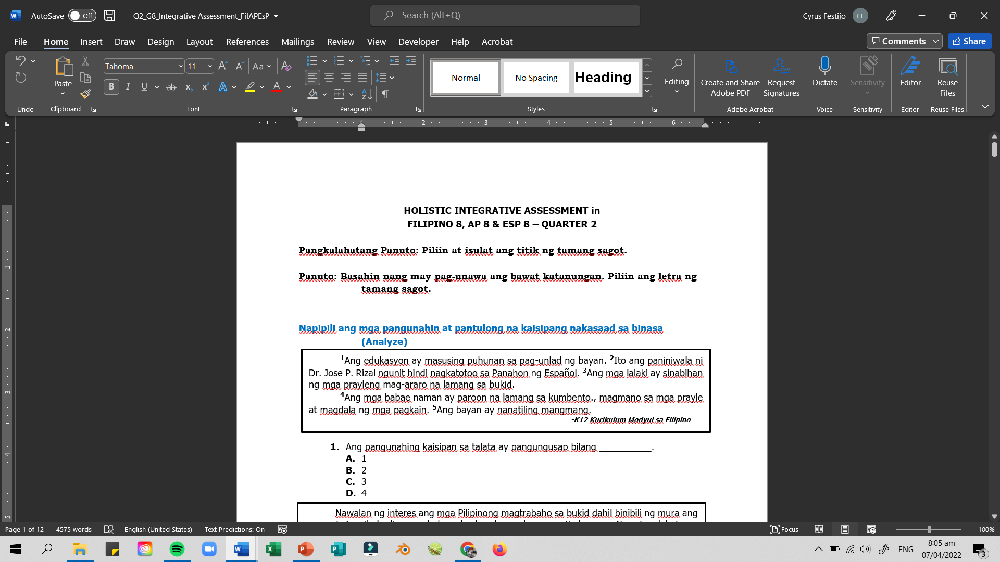 AutoSave Off Q2_G8_Integrative Assessment_FilAPEsP Search (Alt+Q) Cyrus Festijo CF
File Home Insert Draw Design Layout References Mailings Review View Developer Help Acrobat Comments Share
Paste Tahoma 11 Normal No Spacing Heading Editing Create and Share Adobe PDF Request Signatures Dictate Sensitivity Editor Reuse Files
Undo Clipboard Font Paragraph Styles Adobe Acrobat Voice Sensitivity Editor Reuse Files
1 2 3 4 5 6
HOLISTIC INTEGRATIVE ASSESSMENT in
FILIPINO 8, AP 8 & ESP 8 – QUARTER 2
Pangkalahatang Panuto: Piliin at isulat ang titik ng tamang sagot.
Panuto: Basahin nang may pag-unawa ang bawat katanungan. Piliin ang letra ng
tamang sagot.
Napipili ang mga pangunahin at pantulong na kaisipang nakasaad sa binasa
(Analyze)
1Ang edukasyon ay masusing puhunan sa pag-unlad ng bayan. 2Ito ang paniniwala ni
Dr. Jose P. Rizal ngunit hindi nagkatotoo sa Panahon ng Español. 3Ang mga lalaki ay sinabihan
ng mga prayleng mag-araro na lamang sa bukid.
4Ang mga babae naman ay paroon na lamang sa kumbento., magmano sa mga prayle
at magdala ng mga pagkain. 5Ang bayan ay nanatiling mangmang.
-K12 Kurikulum Modyul sa Filipino
1. Ang pangunahing kaisipan sa talata ay pangungusap bilang __________.
A. 1
B. 2
C. 3
D. 4
Nawalan ng interes ang mga Pilipinong magtrabaho sa bukid dahil binibili ng mura ang
Page 1 of 12 4575 words English (United States) Text Predictions: On Focus 100%
ENG 8:05 am
07/04/2022 3